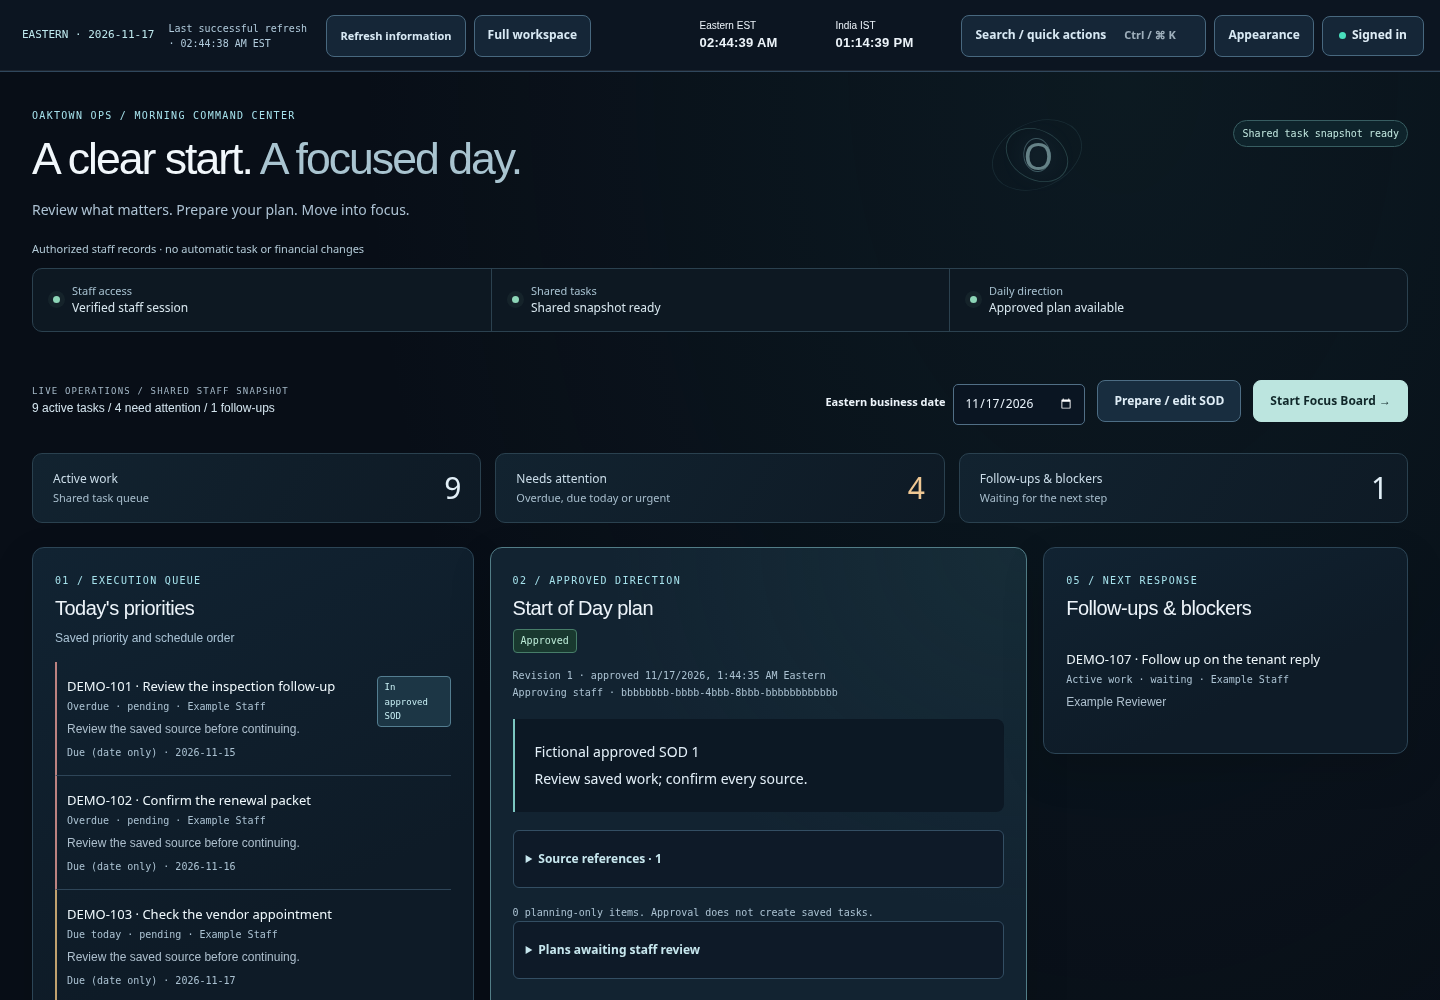 EASTERN · 2026-11-17
Last successful refresh
· 02:44:38 AM EST
Refresh information
Full workspace
Eastern EST
02:44:39 AM
India IST
01:14:39 PM
Search / quick actions Ctrl / ⌘ K
Appearance
Signed in
OAKTOWN OPS / MORNING COMMAND CENTER
A clear start. A focused day.
Review what matters. Prepare your plan. Move into focus.
O
Shared task snapshot ready
Authorized staff records · no automatic task or financial changes
Staff access
Verified staff session
Shared tasks
Shared snapshot ready
Daily direction
Approved plan available
LIVE OPERATIONS / SHARED STAFF SNAPSHOT
9 active tasks / 4 need attention / 1 follow-ups
Eastern business date
11/17/2026
Prepare / edit SOD
Start Focus Board →
Active work
Shared task queue
9
Needs attention
Overdue, due today or urgent
4
Follow-ups & blockers
Waiting for the next step
1
01 / EXECUTION QUEUE
Today's priorities
Saved priority and schedule order
DEMO-101 · Review the inspection follow-up
Overdue · pending · Example Staff
Review the saved source before continuing.
Due (date only) · 2026-11-15
In
approved
SOD
DEMO-102 · Confirm the renewal packet
Overdue · pending · Example Staff
Review the saved source before continuing.
Due (date only) · 2026-11-16
DEMO-103 · Check the vendor appointment
Due today · pending · Example Staff
Review the saved source before continuing.
Due (date only) · 2026-11-17
02 / APPROVED DIRECTION
Start of Day plan
Approved
Revision 1 · approved 11/17/2026, 1:44:35 AM Eastern
Approving staff · bbbbbbbb-bbbb-4bbb-8bbb-bbbbbbbbbbbb
Fictional approved SOD 1
Review saved work; confirm every source.
Source references · 1
0 planning-only items. Approval does not create saved tasks.
Plans awaiting staff review
05 / NEXT RESPONSE
Follow-ups & blockers
DEMO-107 · Follow up on the tenant reply
Active work · waiting · Example Staff
Example Reviewer